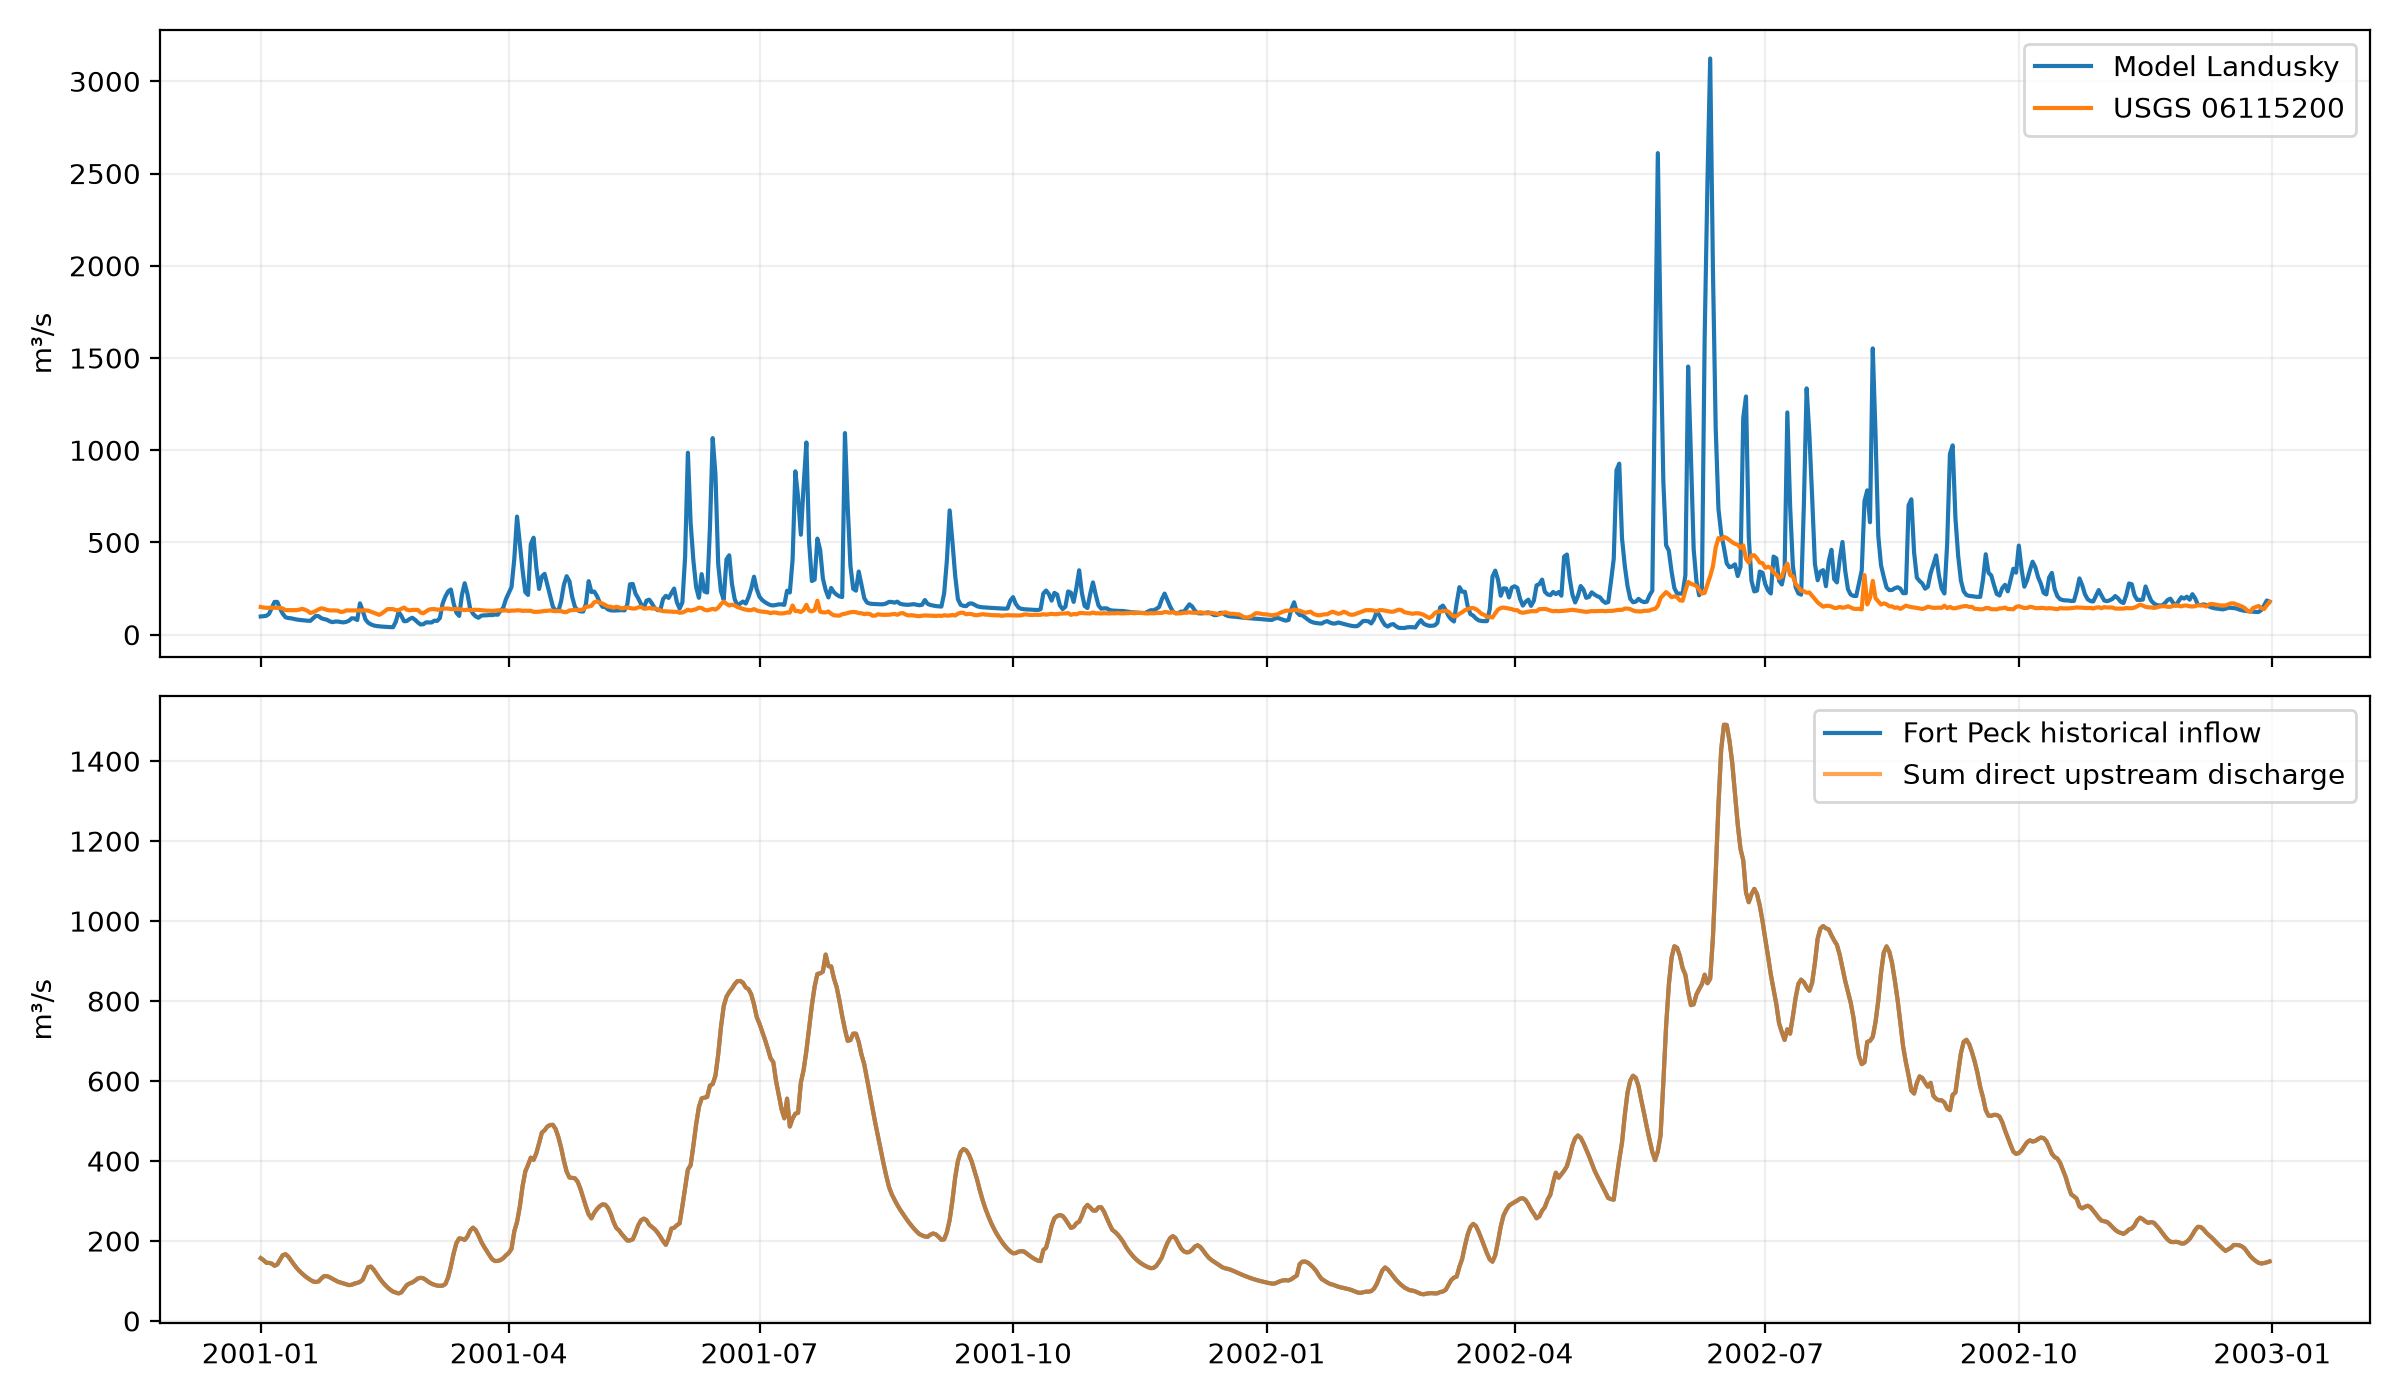 3000
2500
2000
1500
1000
500
0
m³/s
Model Landusky
USGS 06115200
1400
1200
1000
800
600
400
200
0
m³/s
Fort Peck historical inflow
Sum direct upstream discharge
2001-01 2001-04 2001-07 2001-10 2002-01 2002-04 2002-07 2002-10 2003-01